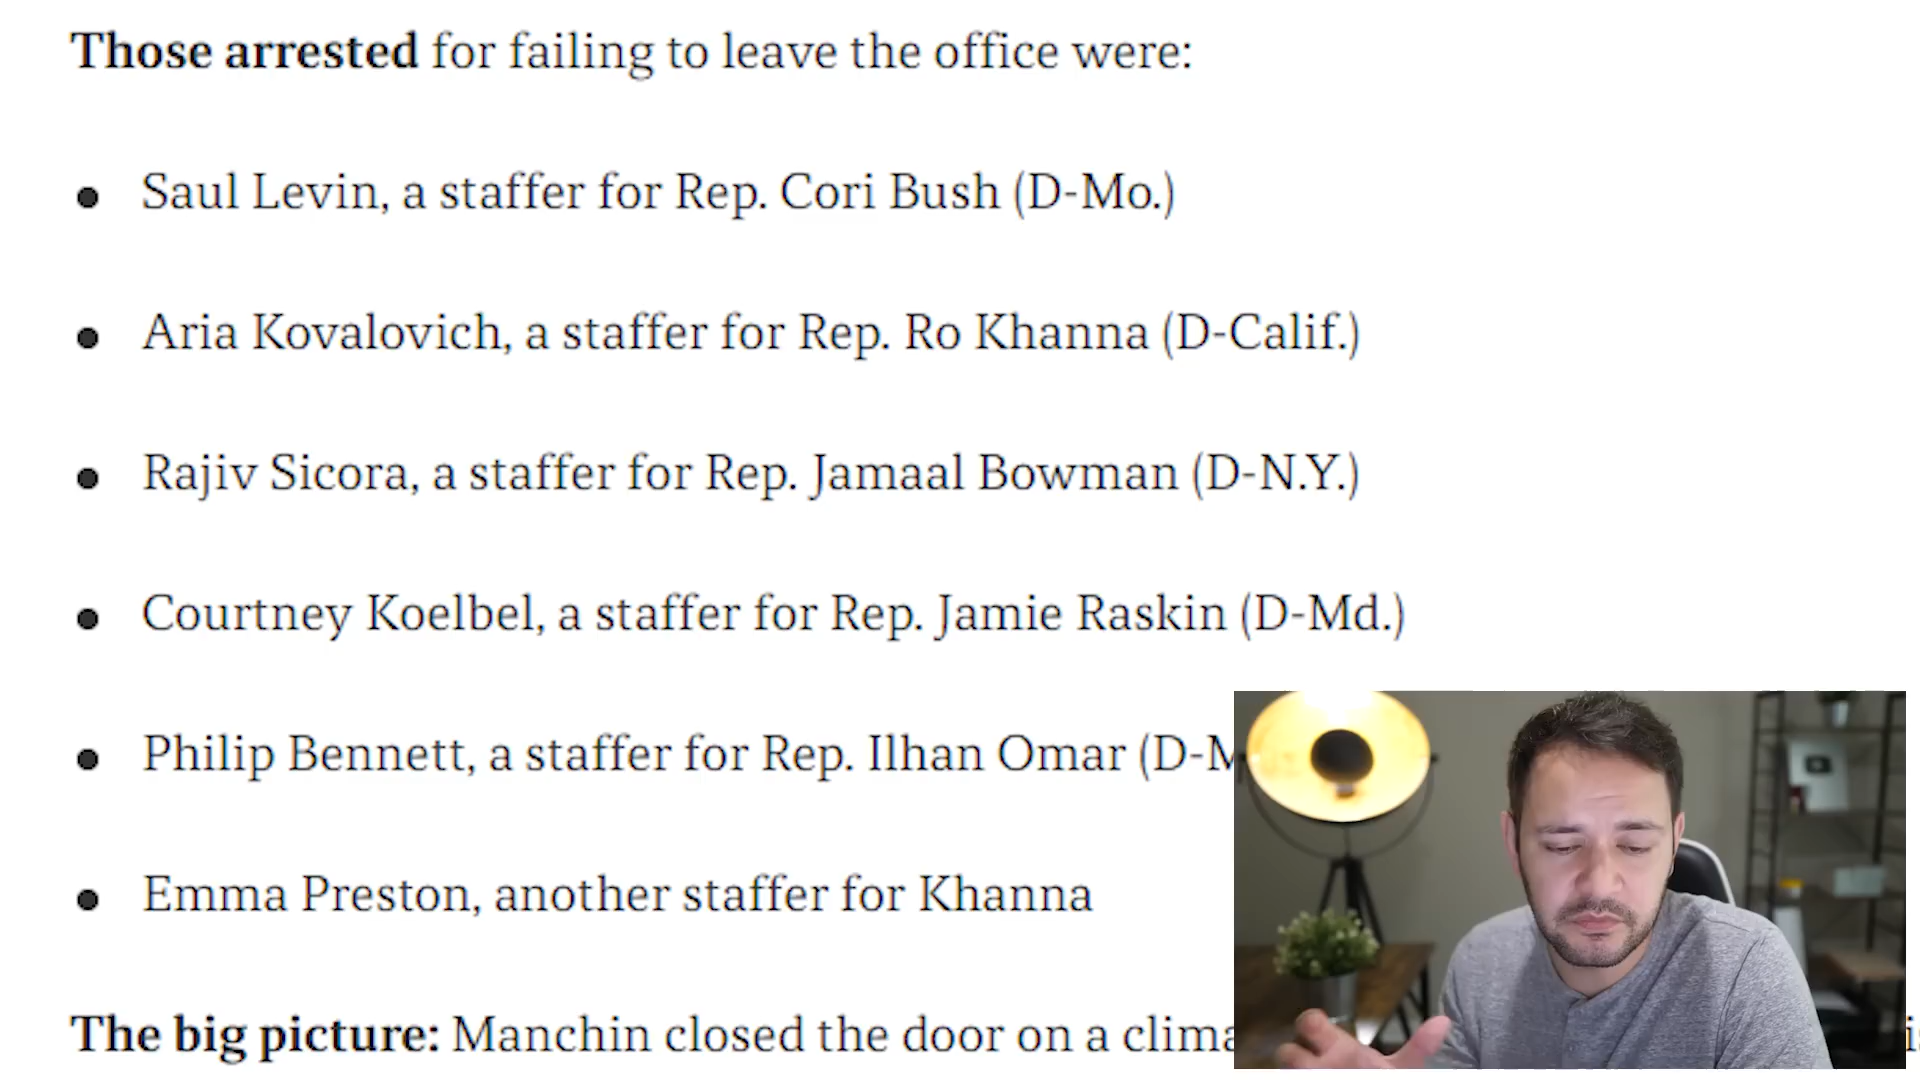 Those arrested for failing to leave the office were:
● Saul Levin, a staffer for Rep. Cori Bush (D-Mo.)
● Aria Kovalovich, a staffer for Rep. Ro Khanna (D-Calif.)
● Rajiv Sicora, a staffer for Rep. Jamaal Bowman (D-N.Y.)
● Courtney Koelbel, a staffer for Rep. Jamie Raskin (D-Md.)
● Philip Bennett, a staffer for Rep. Ilhan Omar
● Emma Preston, another staffer for Khanna
The big picture: Manchin closed the door on a